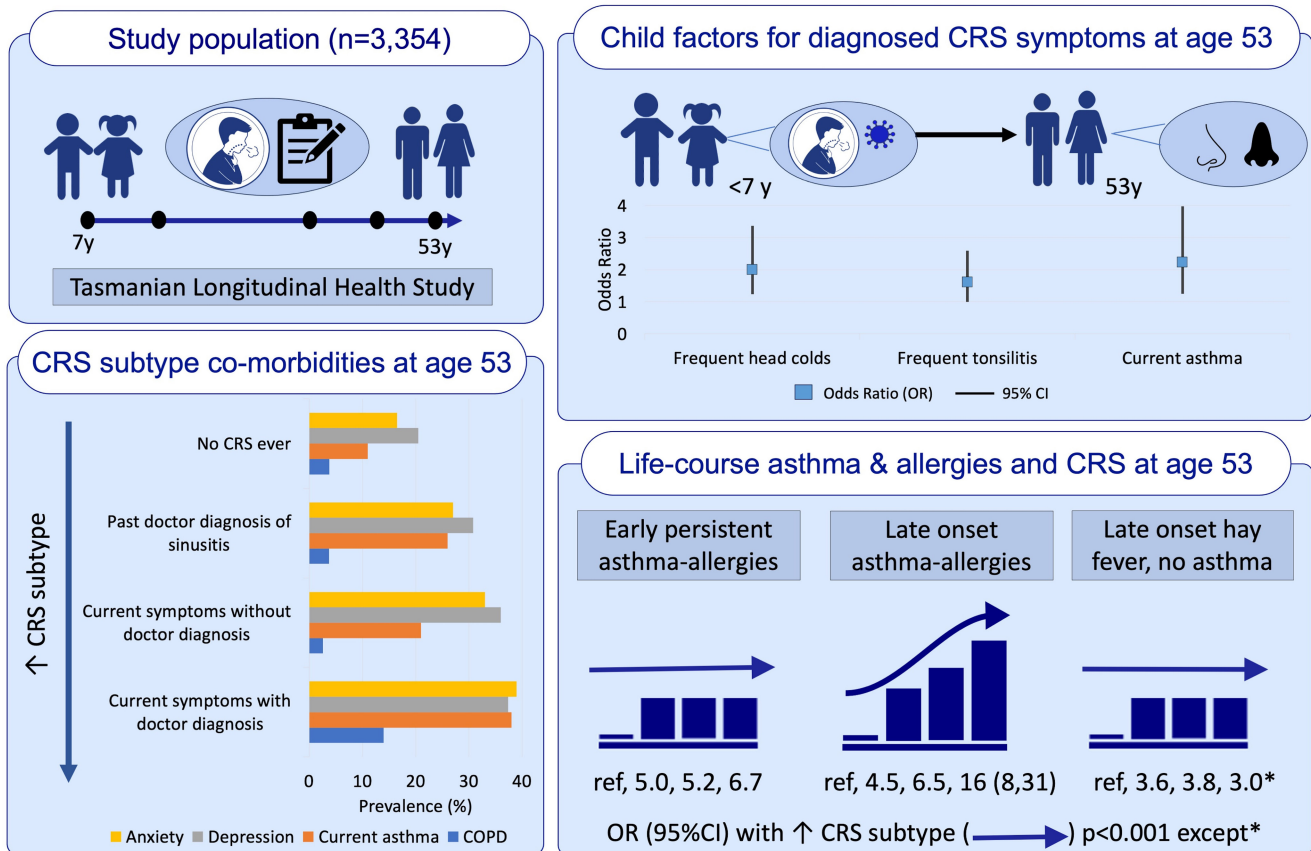 Study population (n=3,354)
7y
53y
Tasmanian Longitudinal Health Study
Child factors for diagnosed CRS symptoms at age 53
<7 y
53y
4
3
2
1
0
Odds Ratio
Frequent head colds
Frequent tonsilitis
Current asthma
Odds Ratio (OR)
95% CI
CRS subtype co-morbidities at age 53
↑ CRS subtype
No CRS ever
Past doctor diagnosis of
sinusitis
Current symptoms without
doctor diagnosis
Current symptoms with
doctor diagnosis
0
10
20
30
40
Prevalence (%)
Anxiety
Depression
Current asthma
COPD
Life-course asthma & allergies and CRS at age 53
Early persistent
asthma-allergies
Late onset
asthma-allergies
Late onset hay
fever, no asthma
ref, 5.0, 5.2, 6.7
ref, 4.5, 6.5, 16 (8,31)
ref, 3.6, 3.8, 3.0*
OR (95%CI) with ↑ CRS subtype (⟶) p<0.001 except*